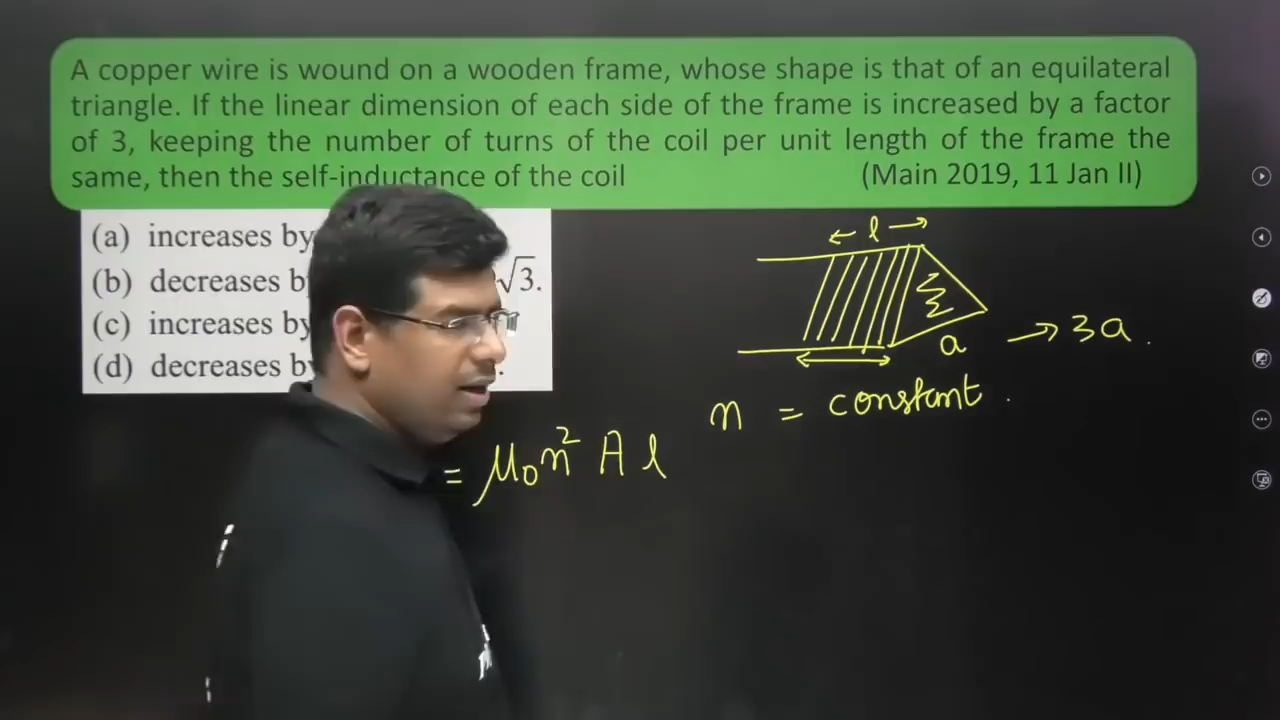 A copper wire is wound on a wooden frame, whose shape is that of an equilateral
triangle. If the linear dimension of each side of the frame is increased by a factor
of 3, keeping the number of turns of the coil per unit length of the frame the
same, then the self-inductance of the coil (Main 2019, 11 Jan II)
(a) increases by
(b) decreases b √3.
(c) increases by
(d) decreases by
← l →
a → 3a.
n = constant.
= μ₀n² A l